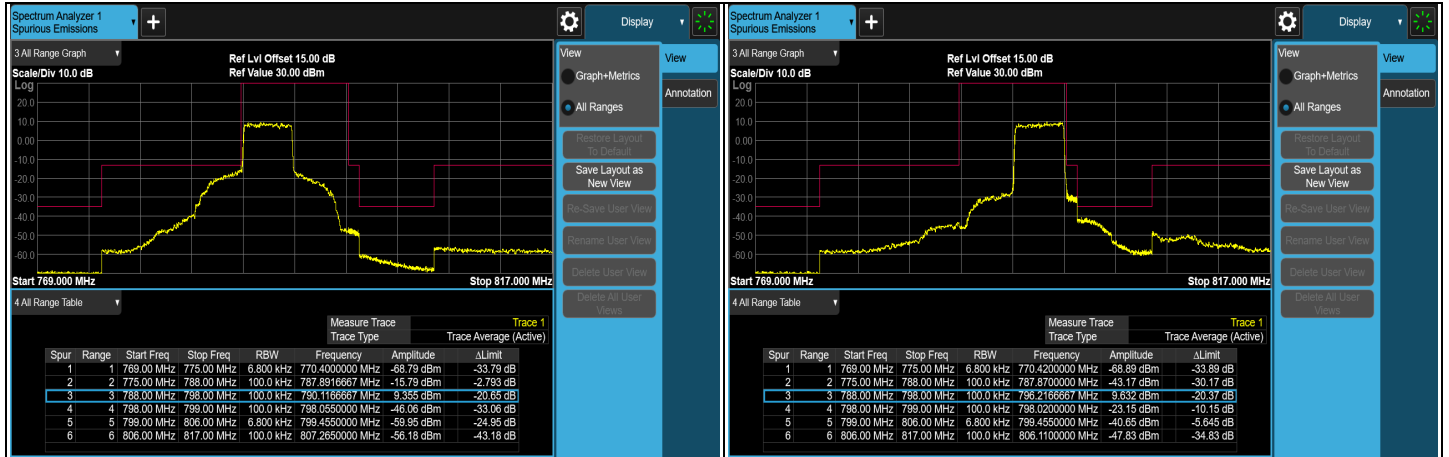 Spectrum Analyzer 1
Spurious Emissions
Display
3 All Range Graph
Ref Lvl Offset 15.00 dB
Scale/Div 10.0 dB
Ref Value 30.00 dBm
Log
20.0
10.0
0.00
-10.0
-20.0
-30.0
-40.0
-50.0
-60.0
Start 769.000 MHz
Stop 817.000 MHz
View
Graph+Metrics
All Ranges
Restore Layout
To Default
Save Layout as
New View
Re-Save User View
Rename User View
Delete User View
Delete All User
Views
View
Annotation
4 All Range Table
Measure Trace Trace 1
Trace Type Trace Average (Active)
Spur Range Start Freq Stop Freq RBW Frequency Amplitude ΔLimit
1 1 769.00 MHz 775.00 MHz 6.800 kHz 770.4000000 MHz -68.79 dBm -33.79 dB
2 2 775.00 MHz 788.00 MHz 100.0 kHz 787.8916667 MHz -15.79 dBm -2.793 dB
3 3 788.00 MHz 798.00 MHz 100.0 kHz 790.1166667 MHz 9.355 dBm -20.65 dB
4 4 798.00 MHz 799.00 MHz 100.0 kHz 798.0550000 MHz -46.06 dBm -33.06 dB
5 5 799.00 MHz 806.00 MHz 6.800 kHz 799.4550000 MHz -59.95 dBm -24.95 dB
6 6 806.00 MHz 817.00 MHz 100.0 kHz 807.2650000 MHz -56.18 dBm -43.18 dB
Spectrum Analyzer 1
Spurious Emissions
Display
3 All Range Graph
Ref Lvl Offset 15.00 dB
Scale/Div 10.0 dB
Ref Value 30.00 dBm
Log
20.0
10.0
0.00
-10.0
-20.0
-30.0
-40.0
-50.0
-60.0
Start 769.000 MHz
Stop 817.000 MHz
View
Graph+Metrics
All Ranges
Restore Layout
To Default
Save Layout as
New View
Re-Save User View
Rename User View
Delete User View
Delete All User
Views
View
Annotation
4 All Range Table
Measure Trace Trace 1
Trace Type Trace Average (Active)
Spur Range Start Freq Stop Freq RBW Frequency Amplitude ΔLimit
1 1 769.00 MHz 775.00 MHz 6.800 kHz 770.4200000 MHz -68.89 dBm -33.89 dB
2 2 775.00 MHz 788.00 MHz 100.0 kHz 787.8700000 MHz -43.17 dBm -30.17 dB
3 3 788.00 MHz 798.00 MHz 100.0 kHz 796.2166667 MHz 9.632 dBm -20.37 dB
4 4 798.00 MHz 799.00 MHz 100.0 kHz 798.0200000 MHz -23.15 dBm -10.15 dB
5 5 799.00 MHz 806.00 MHz 6.800 kHz 799.4550000 MHz -40.65 dBm -5.645 dB
6 6 806.00 MHz 817.00 MHz 100.0 kHz 806.1100000 MHz -47.83 dBm -34.83 dB